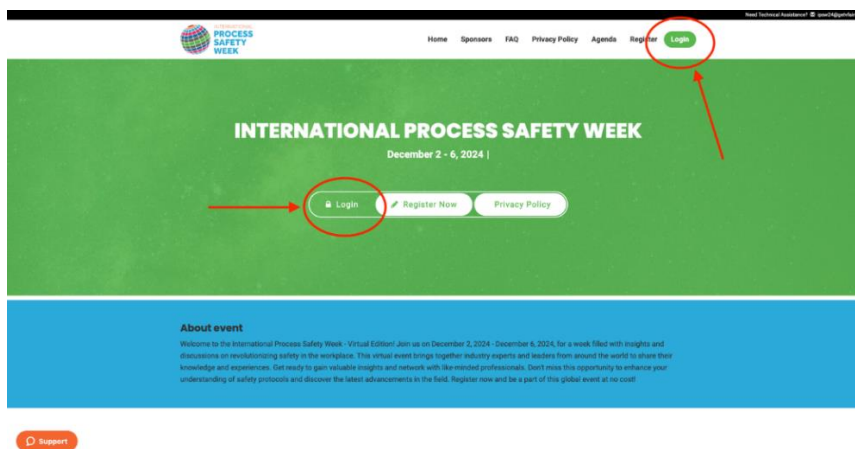 Need Technical Assistance?
INTERNATIONAL
PROCESS
SAFETY
WEEK
Home Sponsors FAQ Privacy Policy Agenda Register Login
INTERNATIONAL PROCESS SAFETY WEEK
December 2 - 6, 2024 |
Login Register Now Privacy Policy
About event
Welcome to the International Process Safety Week - Virtual Edition! Join us on December 2, 2024 - December 6, 2024, for a week filled with insights and
discussions on revolutionizing safety in the workplace. This virtual event brings together industry experts and leaders from around the world to share their
knowledge and experiences. Get ready to gain valuable insights and network with like-minded professionals. Don't miss this opportunity to enhance your
understanding of safety protocols and discover the latest advancements in the field. Register now and be a part of this global event at no cost!
Support